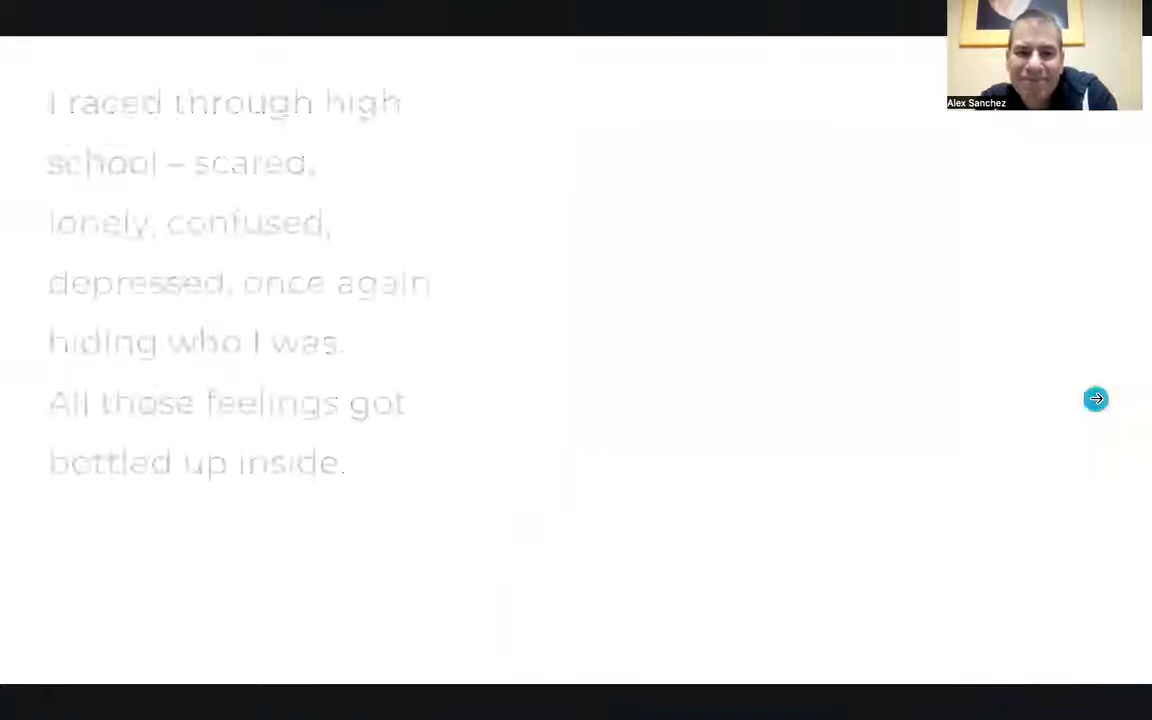 I raced through high
school – scared,
lonely, confused,
depressed, once again
hiding who I was.
All those feelings got
bottled up inside.
Alex Sanchez